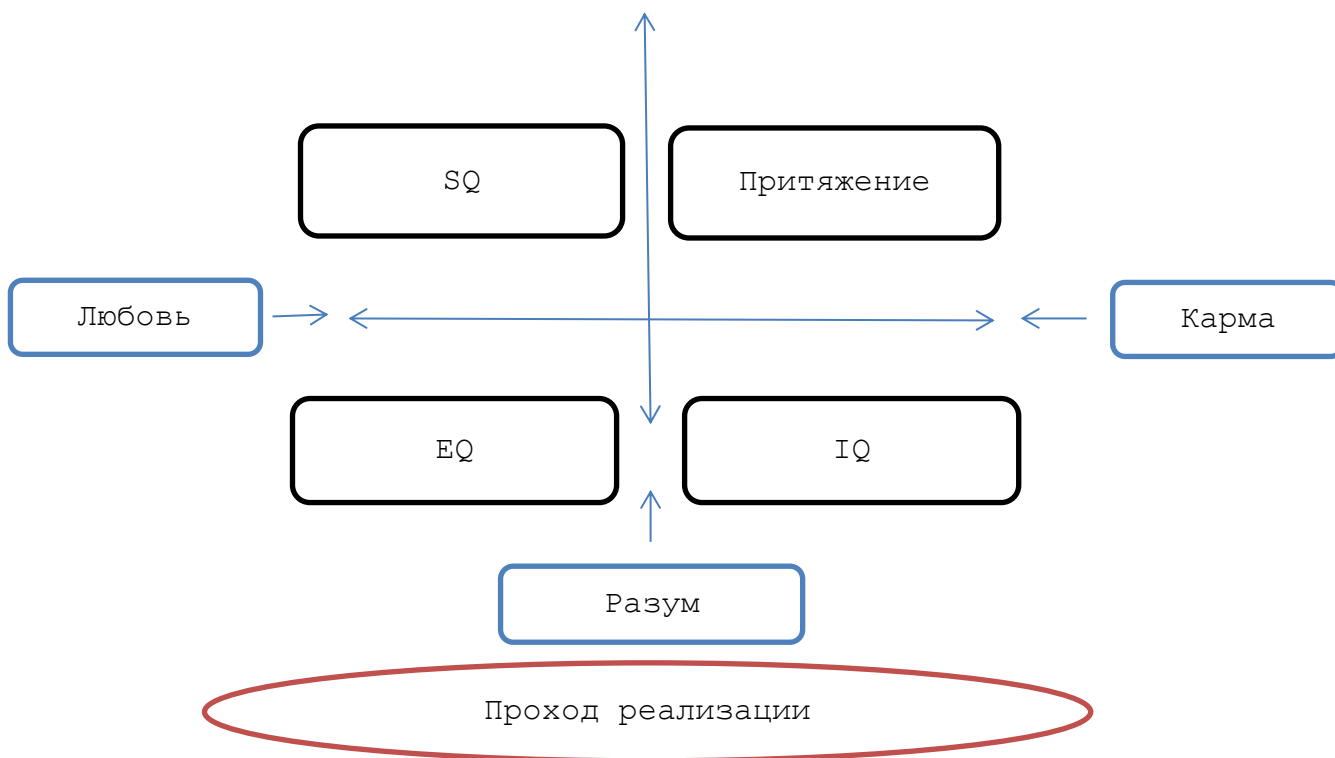 SQ
Притяжение
Любовь
Карма
EQ
IQ
Разум
Проход реализации